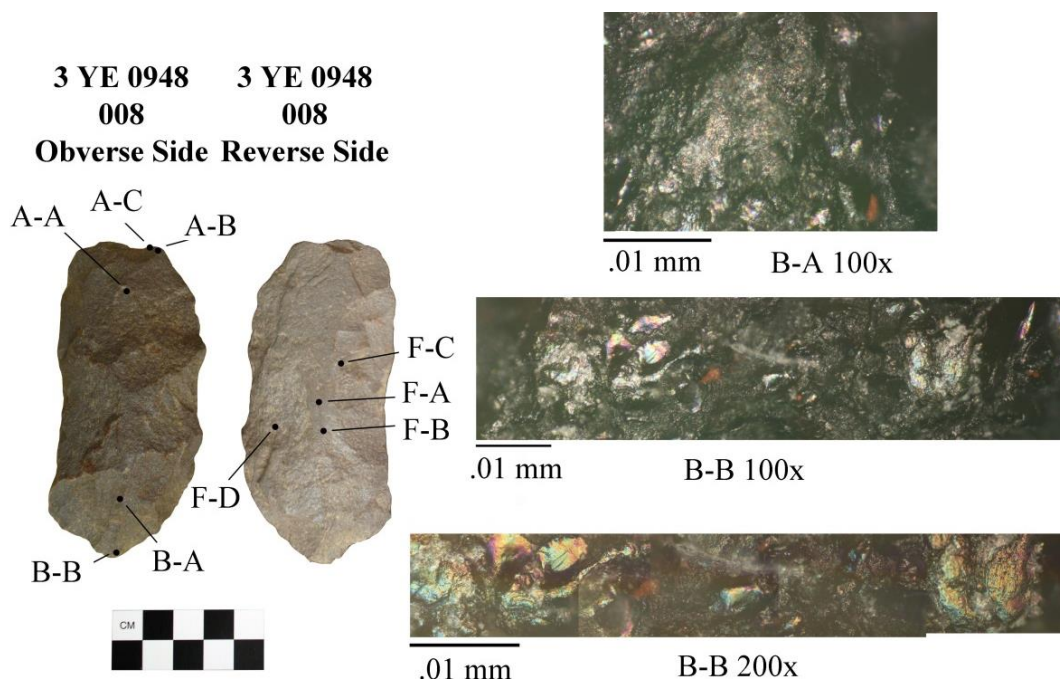 3 YE 0948
008
Obverse Side
3 YE 0948
008
Reverse Side
A-C
A-A
A-B
F-C
F-A
F-B
F-D
B-A
B-B
CM
.01 mm
B-A 100x
.01 mm
B-B 100x
.01 mm
B-B 200x